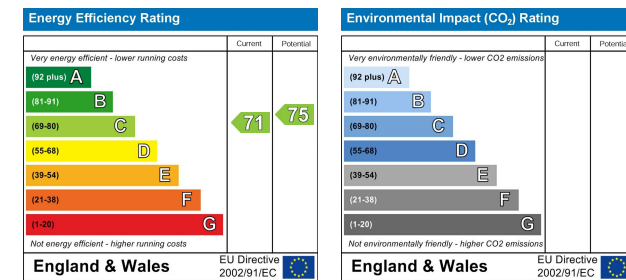 Energy Efficiency Rating
Current Potential
Very energy efficient - lower running costs
(92 plus) A
(81-91) B
(69-80) C
71 75
(55-68) D
(39-54) E
(21-38) F
(1-20) G
Not energy efficient - higher running costs
England & Wales
EU Directive
2002/91/EC
Environmental Impact (CO₂) Rating
Current Potentia
Very environmentally friendly - lower CO2 emissions
(92 plus) A
(81-91) B
(69-80) C
(55-68) D
(39-54) E
(21-38) F
(1-20) G
Not environmentally friendly - higher CO2 emissions
England & Wales
EU Directive
2002/91/EC